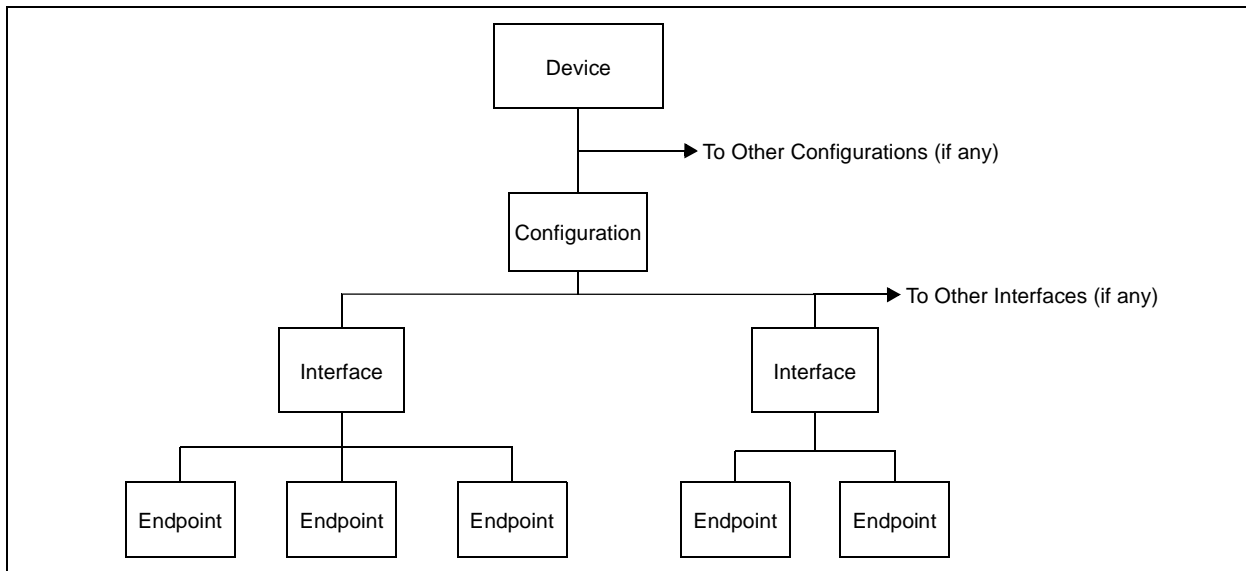 Device
To Other Configurations (if any)
Configuration
To Other Interfaces (if any)
Interface
Interface
Endpoint
Endpoint
Endpoint
Endpoint
Endpoint